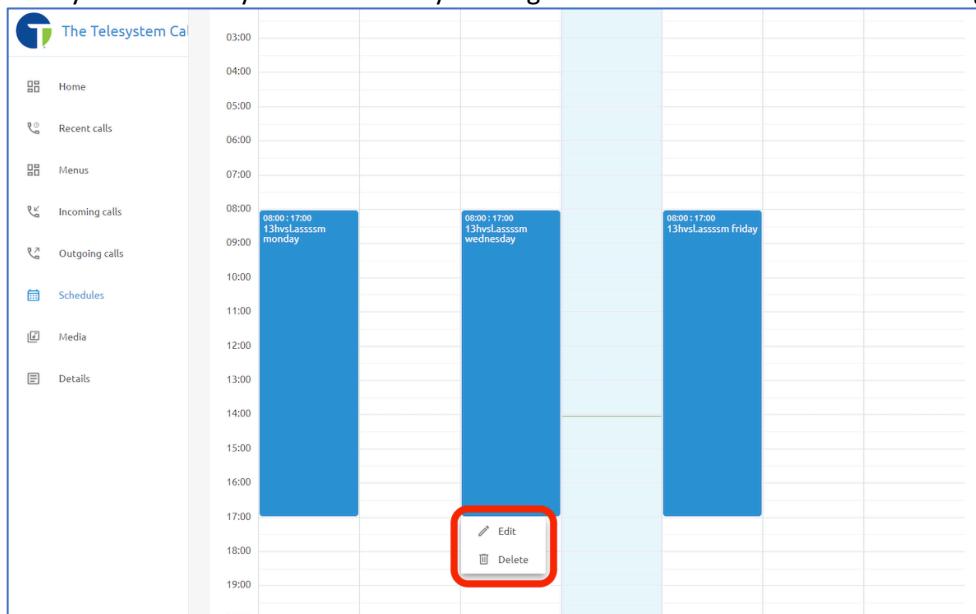 The Telesystem Cal
Home
Recent calls
Menus
Incoming calls
Outgoing calls
Schedules
Media
Details
03:00
04:00
05:00
06:00
07:00
08:00
09:00
10:00
11:00
12:00
13:00
14:00
15:00
16:00
17:00
18:00
19:00
08:00 : 17:00
13hvsl.assssm
monday
08:00 : 17:00
13hvsl.assssm
wednesday
08:00 : 17:00
13hvsl.assssm friday
Edit
Delete